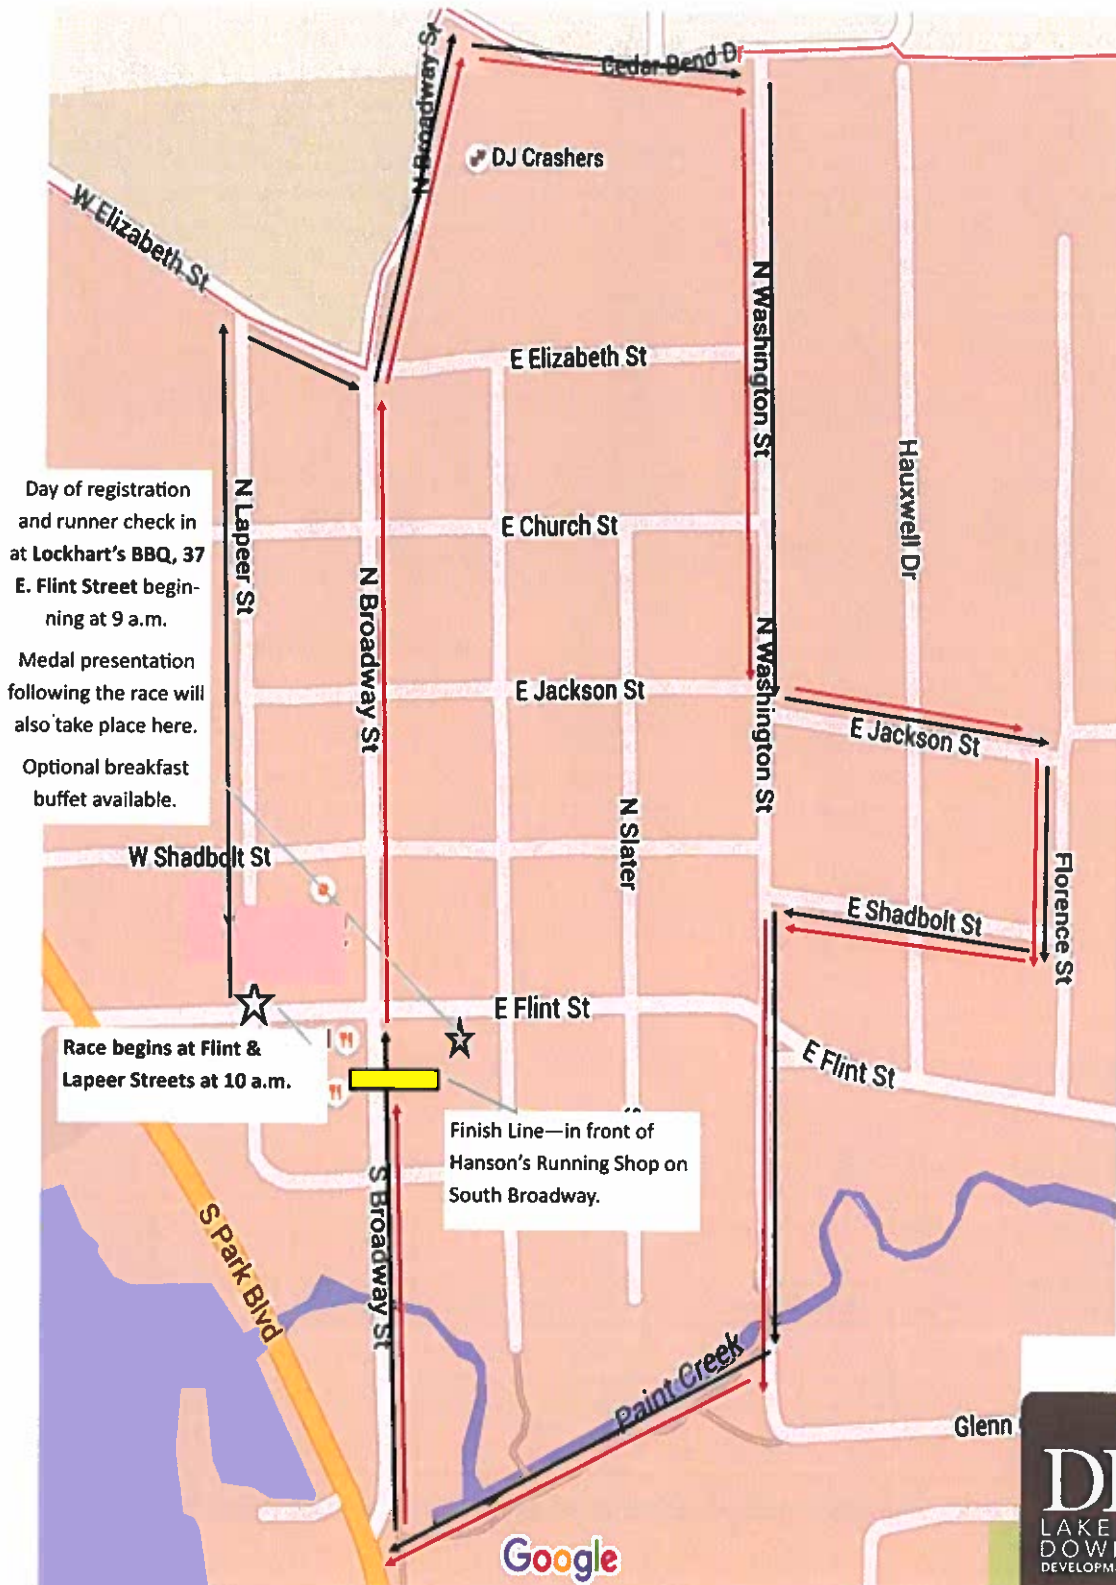 N Broadway St
Cedar Bend Dr
DJ Crashers
W Elizabeth St
N Washington St
E Elizabeth St
Hauxwell Dr
Day of registration
and runner check in
at Lockhart's BBQ, 37
E. Flint Street begin-
ning at 9 a.m.
Medal presentation
following the race will
also take place here.
Optional breakfast
buffet available.
N Lapeer St
E Church St
N Broadway St
N Washington St
E Jackson St
E Jackson St
N Slater
W Shadbolt St
Florence St
E Shadbolt St
E Flint St
Race begins at Flint &
Lapeer Streets at 10 a.m.
E Flint St
Finish Line—in front of
Hanson's Running Shop on
South Broadway.
S Broadway St
S Park Blvd
Paint Creek
Glenn
Google
LAKE